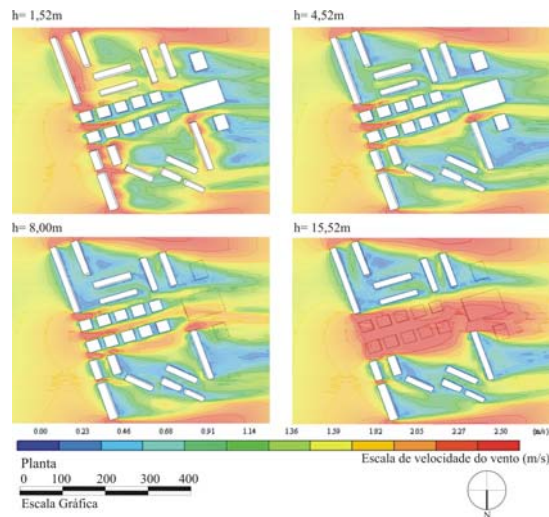 h= 1,52m
h= 4,52m
h= 8,00m
h= 15,52m
0.00 0.23 0.46 0.68 0.91 1.14 1.36 1.59 1.82 2.05 2.27 2.50 (m/s)
Planta
Escala de velocidade do vento (m/s)
0 100 200 300 400
Escala Gráfica
N